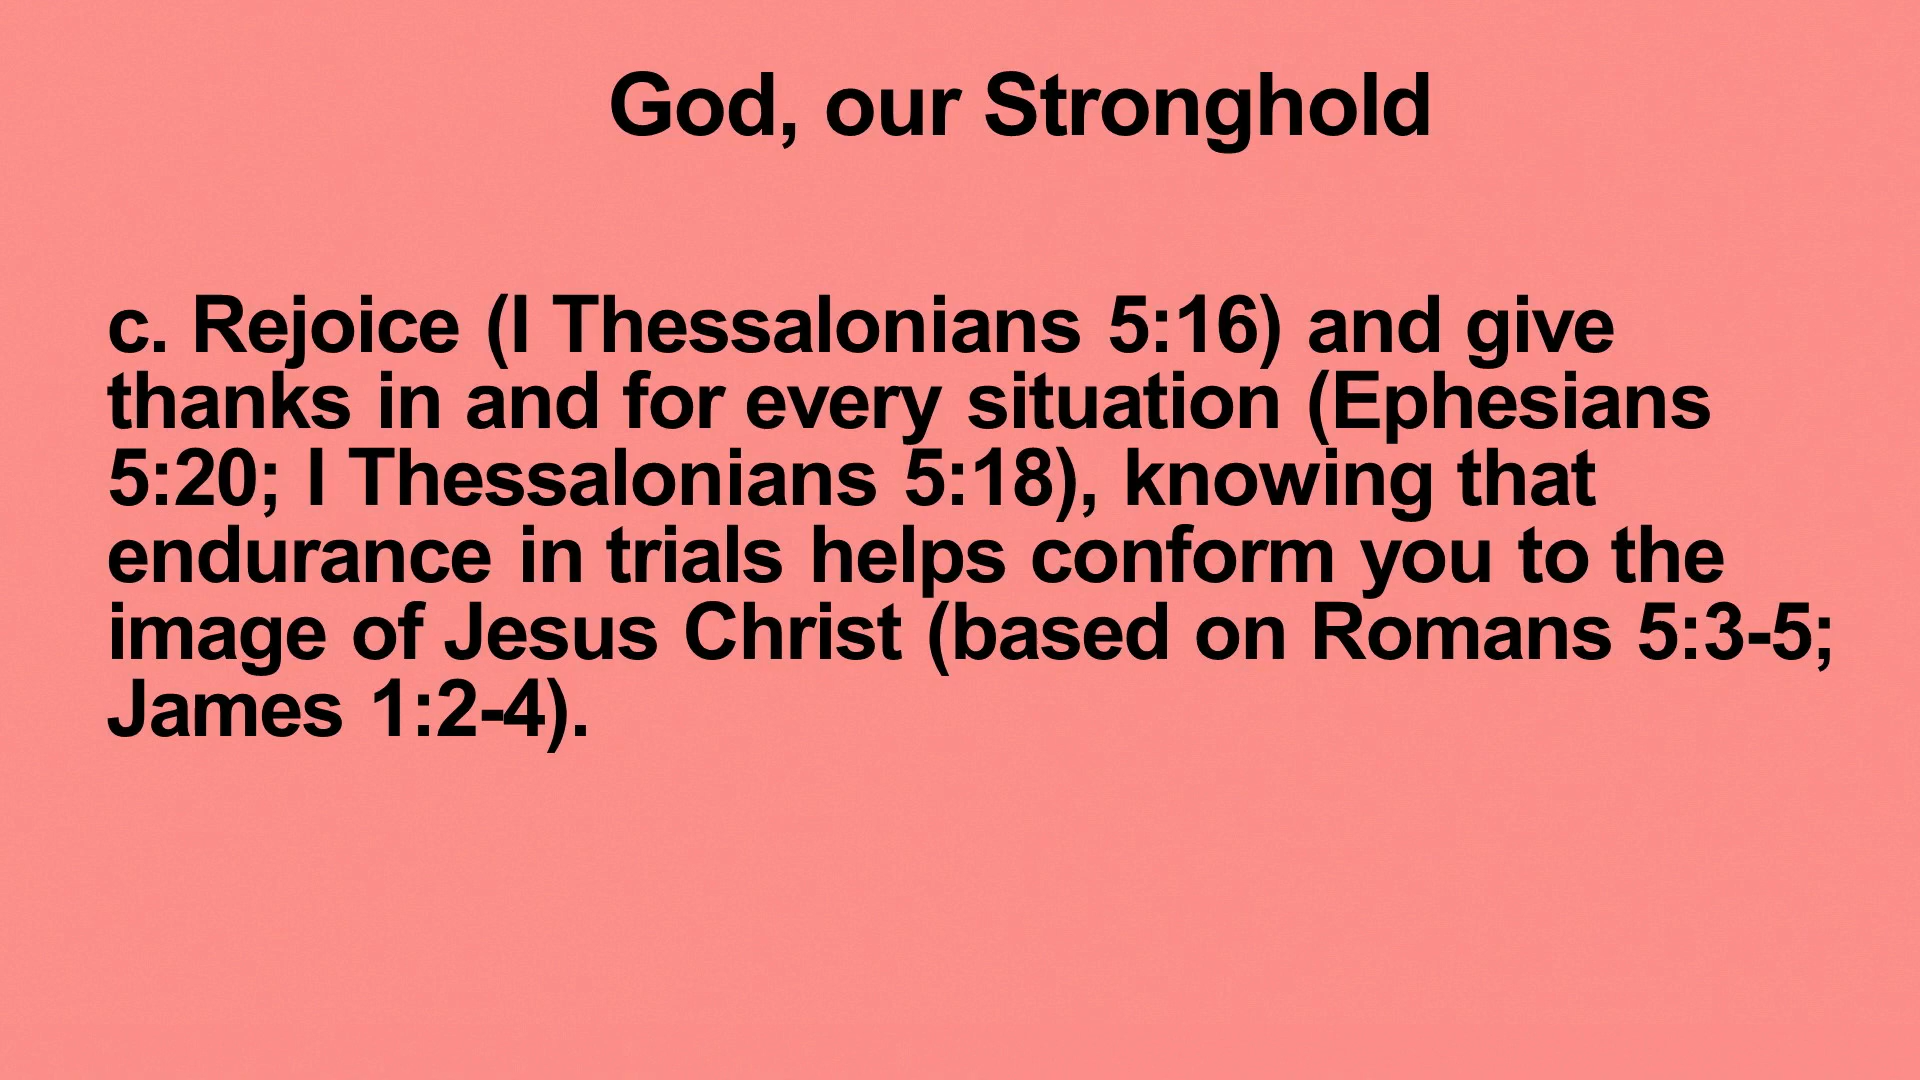 God, our Stronghold
c. Rejoice (I Thessalonians 5:16) and give
thanks in and for every situation (Ephesians
5:20; I Thessalonians 5:18), knowing that
endurance in trials helps conform you to the
image of Jesus Christ (based on Romans 5:3-5;
James 1:2-4).